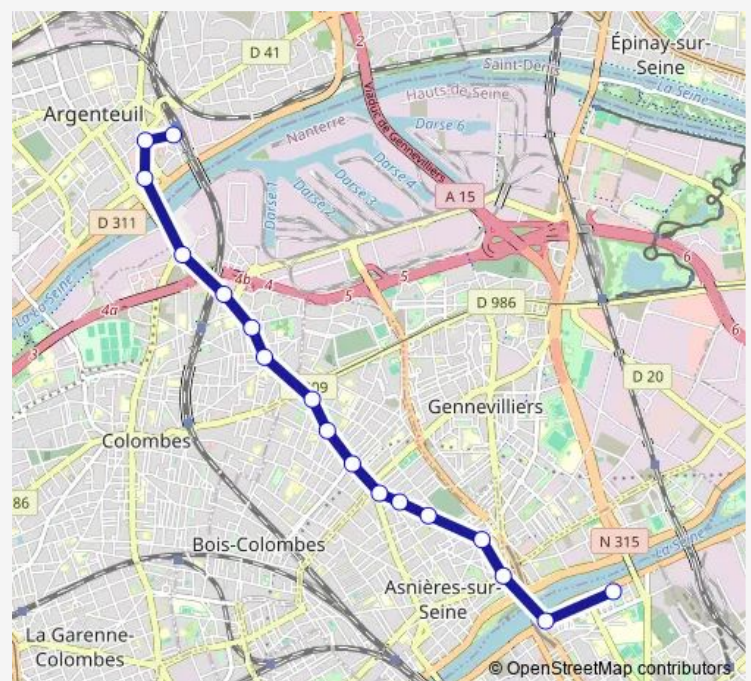 2
D 41
Épinay-sur-
Seine
Saint-Denis
La Seine
Hauts-de-Seine
Argenteuil
Viaduc de Gennevilliers
Nanterre
Darse 6
Darse 4
Darse 3
Darse 2
Darse 1
A 15
D 311
6
4b
4
5
5
4a
La Seine
3
D 986
6
D 20
09
Gennevilliers
Colombes
86
N 315
La Seine
Bois-Colombes
Asnières-sur-
Seine
La Garenne-
Colombes
© OpenStreetMap contributors